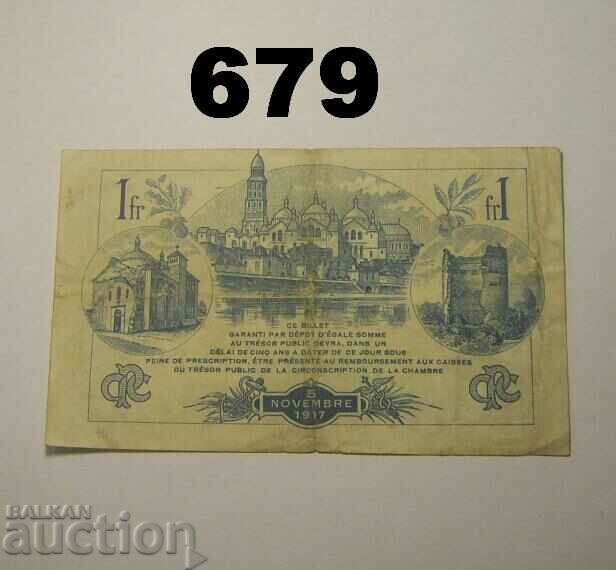 679
1fr
fr1
CE BILLET
GARANTI PAR DÉPÔT D'ÉGALE SOMME
AU TRÉSOR PUBLIC DEVRA, DANS UN
DÉLAI DE CINQ ANS A DATER DE CE JOUR SOUS
PEINE DE PRESCRIPTION, ÊTRE PRÉSENTÉ AU REMBOURSEMENT AUX CAISSES
DU TRÉSOR PUBLIC DE LA CIRCONSCRIPTION DE LA CHAMBRE
5
NOVEMBRE
1917
BALKAN
auction